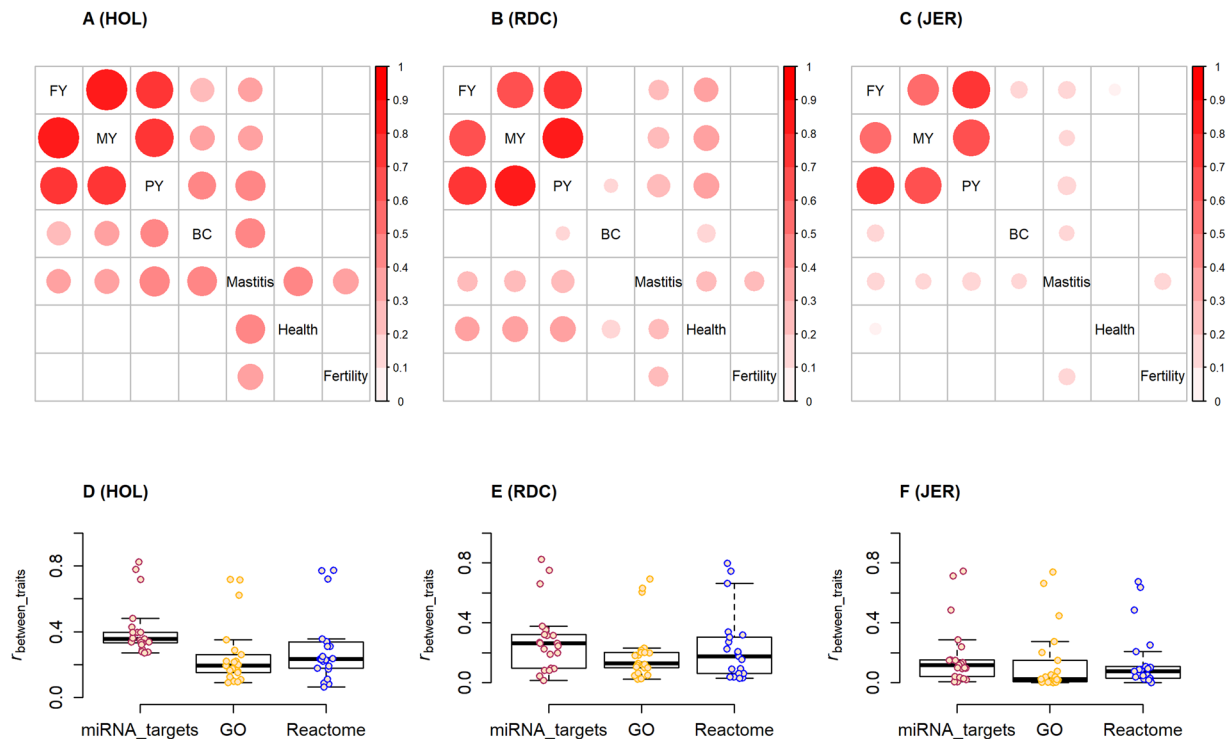 A (HOL)
B (RDC)
C (JER)
FY
MY
PY
BC
Mastitis
Health
Fertility
1
0.9
0.8
0.7
0.6
0.5
0.4
0.3
0.2
0.1
0
FY
MY
PY
BC
Mastitis
Health
Fertility
1
0.9
0.8
0.7
0.6
0.5
0.4
0.3
0.2
0.1
0
FY
MY
PY
BC
Mastitis
Health
Fertility
1
0.9
0.8
0.7
0.6
0.5
0.4
0.3
0.2
0.1
0
D (HOL)
r between_traits
0.8
0.4
0.0
miRNA_targets GO Reactome
E (RDC)
r between_traits
0.8
0.4
0.0
miRNA_targets GO Reactome
F (JER)
r between_traits
0.8
0.4
0.0
miRNA_targets GO Reactome